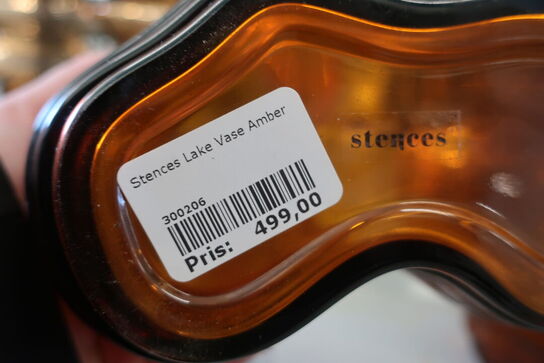 Stences Lake Vase Amber
300206
Pris: 499,00
stences